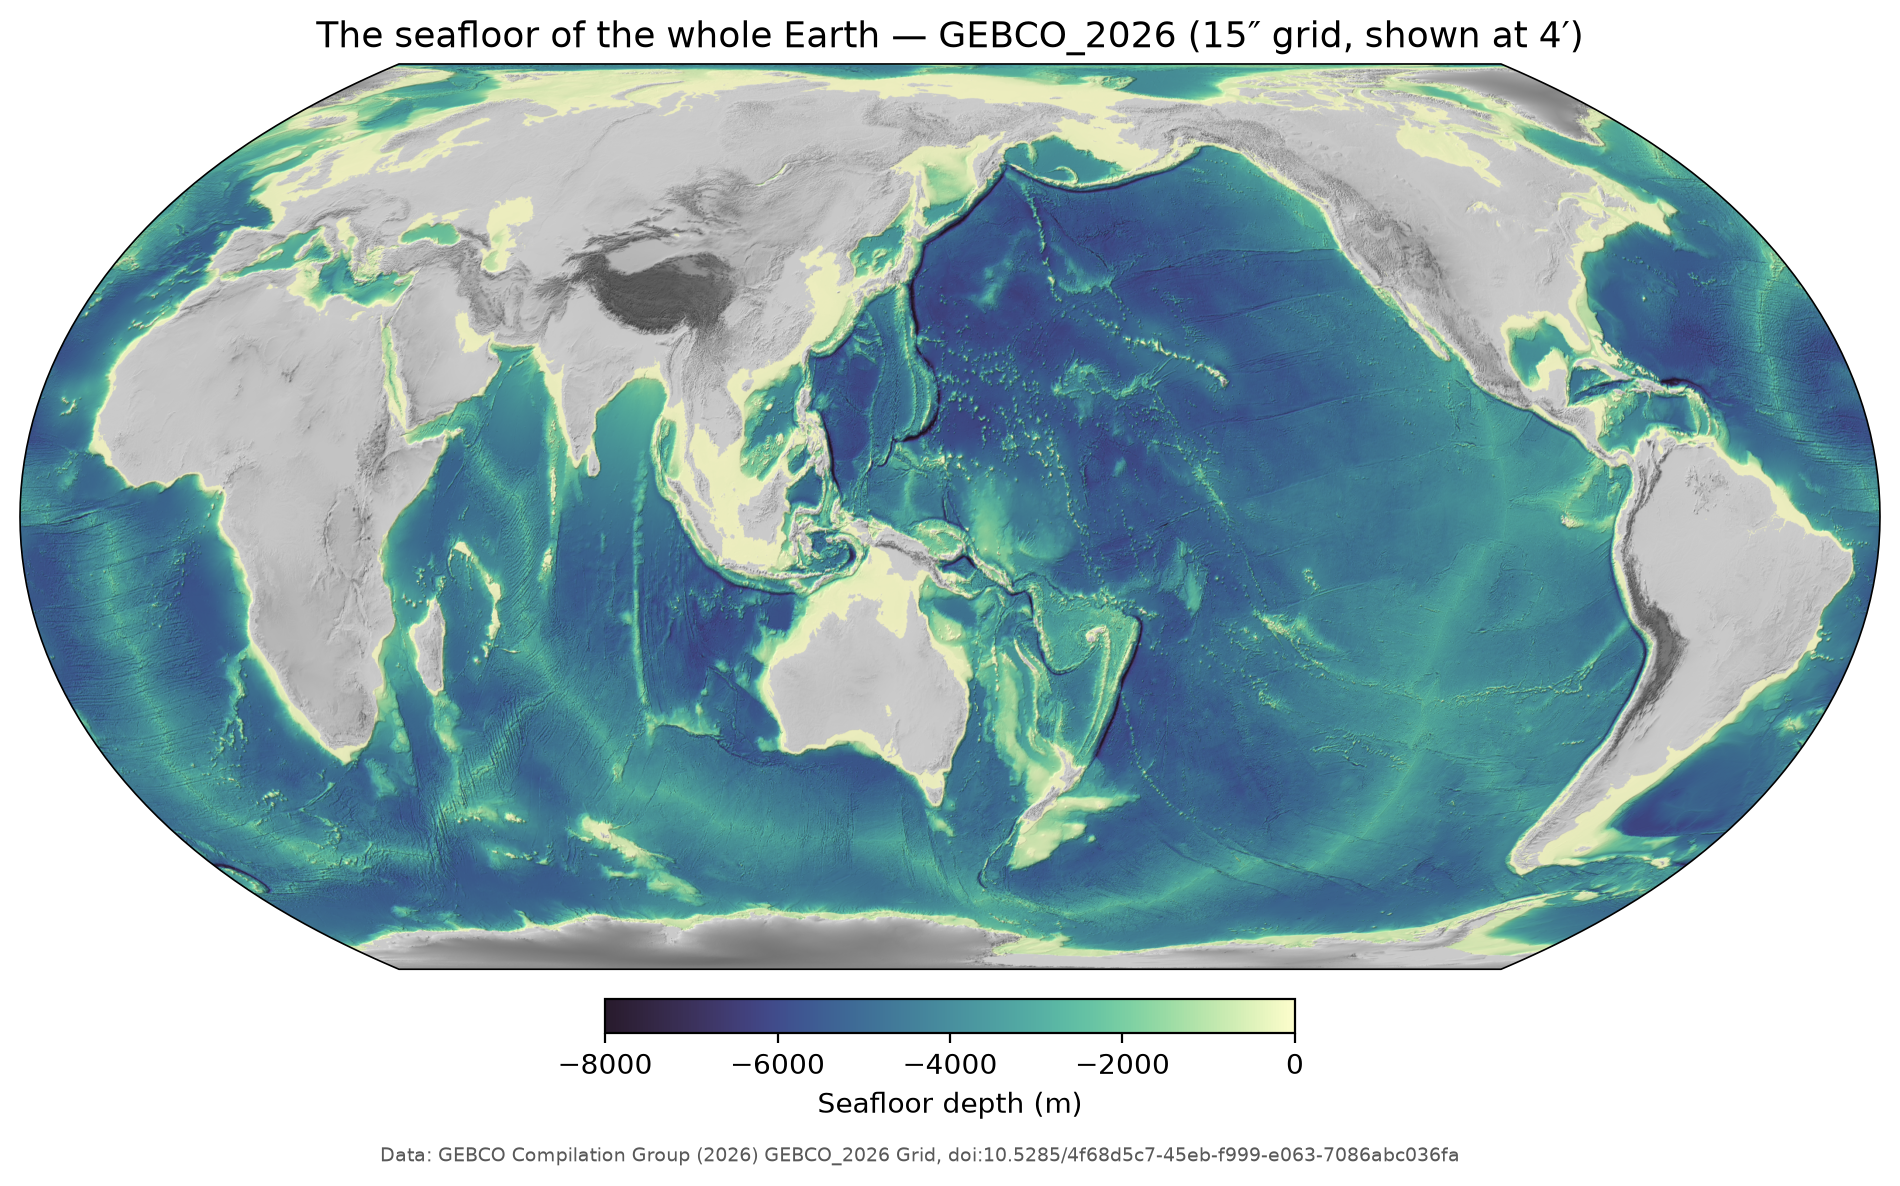 The seafloor of the whole Earth — GEBCO_2026 (15″ grid, shown at 4′)
−8000 −6000 −4000 −2000 0
Seafloor depth (m)
Data: GEBCO Compilation Group (2026) GEBCO_2026 Grid, doi:10.5285/4f68d5c7-45eb-f999-e063-7086abc036fa